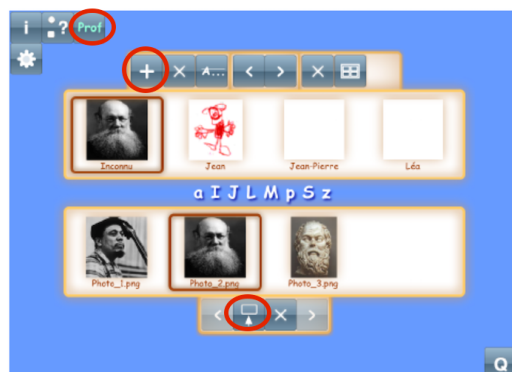 i ? Prof
+ × A... < > ×
Inconnu Jean Jean-Pierre Léa
a I J L M p S z
Photo_1.png Photo_2.png Photo_3.png
< × >
Q